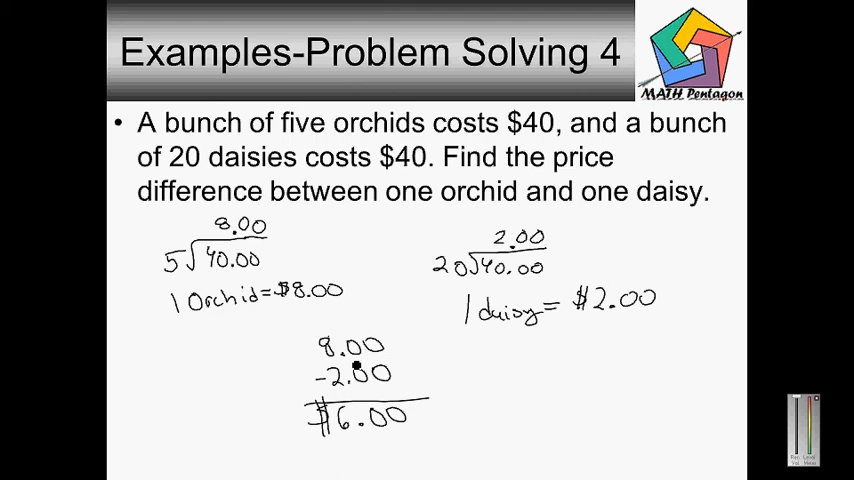 Examples-Problem Solving 4
MATH Pentagon
• A bunch of five orchids costs $40, and a bunch
of 20 daisies costs $40. Find the price
difference between one orchid and one daisy.
8.00
5 40.00
1 Orchid = $8.00
2.00
20 40.00
1 daisy = $2.00
8.00
-2.00
$6.00